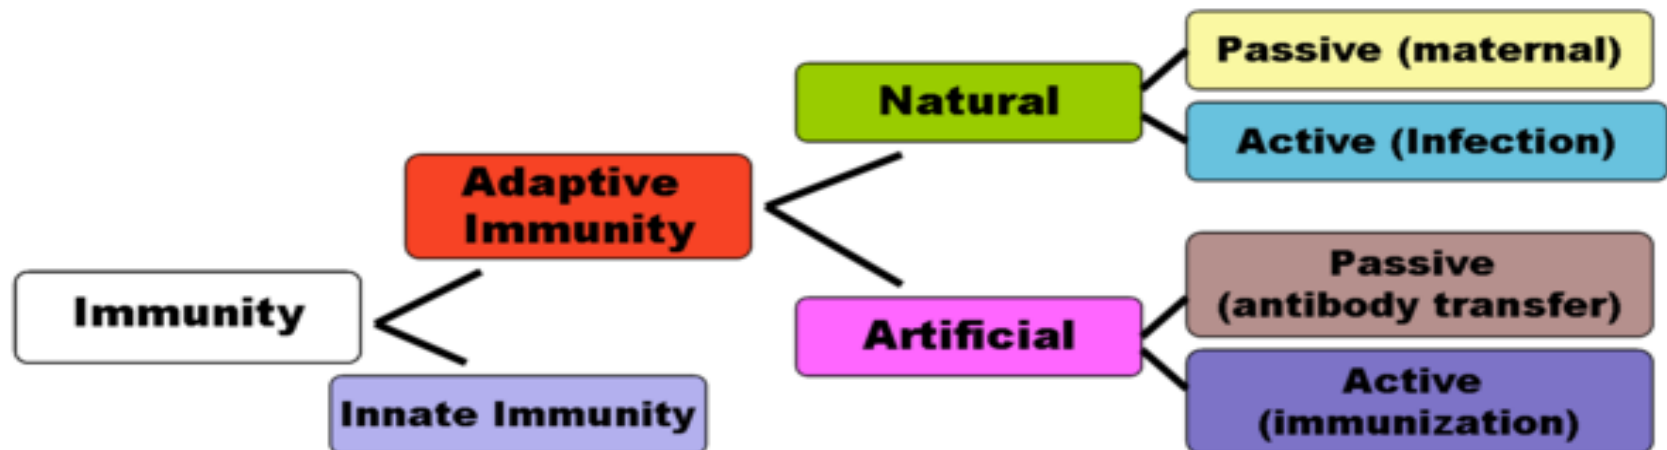 Passive (maternal)
Natural
Active (Infection)
Adaptive
Immunity
Passive
(antibody transfer)
Immunity
Artificial
Active
(immunization)
Innate Immunity